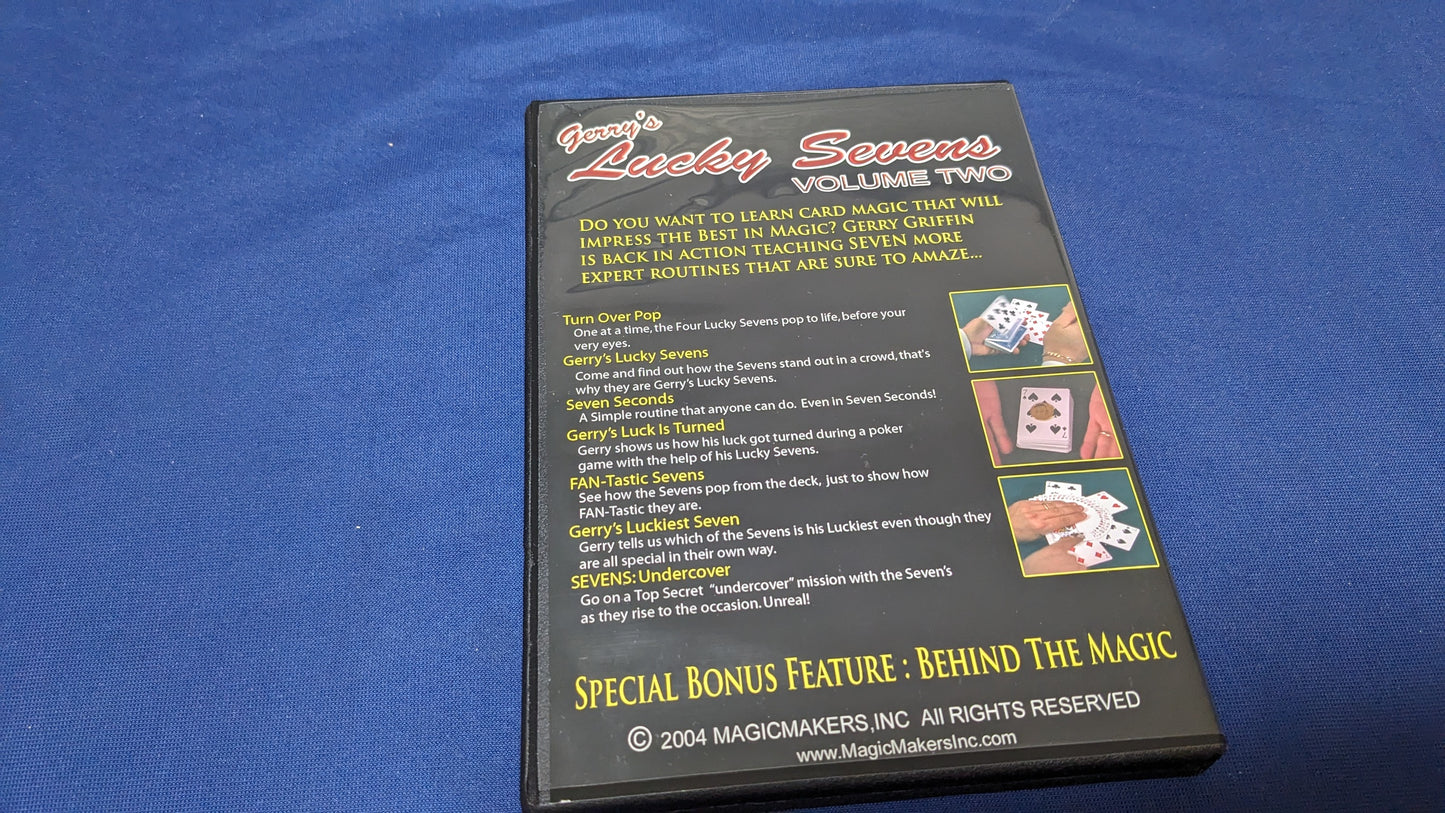 Gerry's
Lucky Sevens
VOLUME TWO
DO YOU WANT TO LEARN CARD MAGIC THAT WILL
IMPRESS THE BEST IN MAGIC? GERRY GRIFFIN
IS BACK IN ACTION TEACHING SEVEN MORE
EXPERT ROUTINES THAT ARE SURE TO AMAZE...
Turn Over Pop
One at a time, the Four Lucky Sevens pop to life, before your
very eyes.
Gerry's Lucky Sevens
Come and find out how the Sevens stand out in a crowd, that's
why they are Gerry's Lucky Sevens.
Seven Seconds
A Simple routine that anyone can do. Even in Seven Seconds!
Gerry's Luck Is Turned
Gerry shows us how his luck got turned during a poker
game with the help of his Lucky Sevens.
FAN-Tastic Sevens
See how the Sevens pop from the deck, just to show how
FAN-Tastic they are.
Gerry's Luckiest Seven
Gerry tells us which of the Sevens is his Luckiest even though they
are all special in their own way.
SEVENS: Undercover
Go on a Top Secret "undercover" mission with the Seven's
as they rise to the occasion. Unreal!
SPECIAL BONUS FEATURE : BEHIND THE MAGIC
© 2004 MAGICMAKERS,INC All RIGHTS RESERVED
www.MagicMakersInc.com